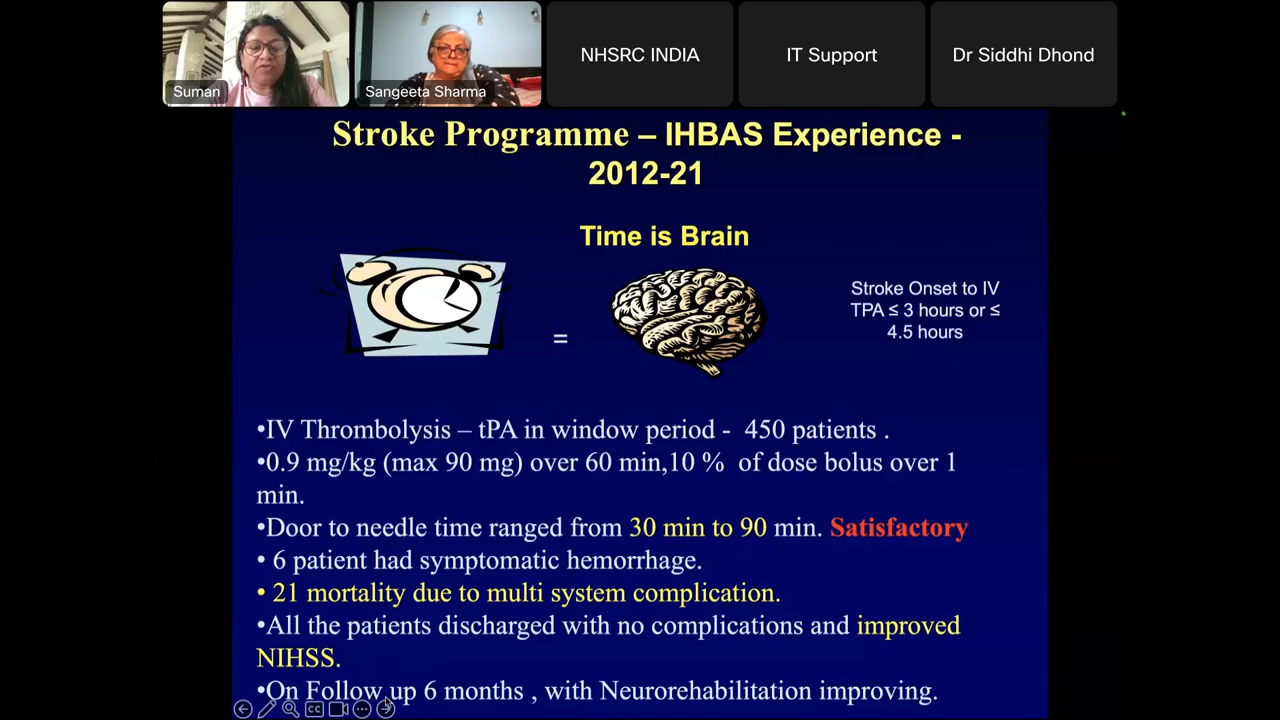 Suman
Sangeeta Sharma
NHSRC INDIA
IT Support
Dr Siddhi Dhond
Stroke Programme – IHBAS Experience -
2012-21
Time is Brain
=
Stroke Onset to IV
TPA ≤ 3 hours or ≤
4.5 hours
•IV Thrombolysis – tPA in window period - 450 patients .
•0.9 mg/kg (max 90 mg) over 60 min,10 % of dose bolus over 1
min.
•Door to needle time ranged from 30 min to 90 min. Satisfactory
• 6 patient had symptomatic hemorrhage.
• 21 mortality due to multi system complication.
•All the patients discharged with no complications and improved
NIHSS.
•On Follow up 6 months , with Neurorehabilitation improving.
CC